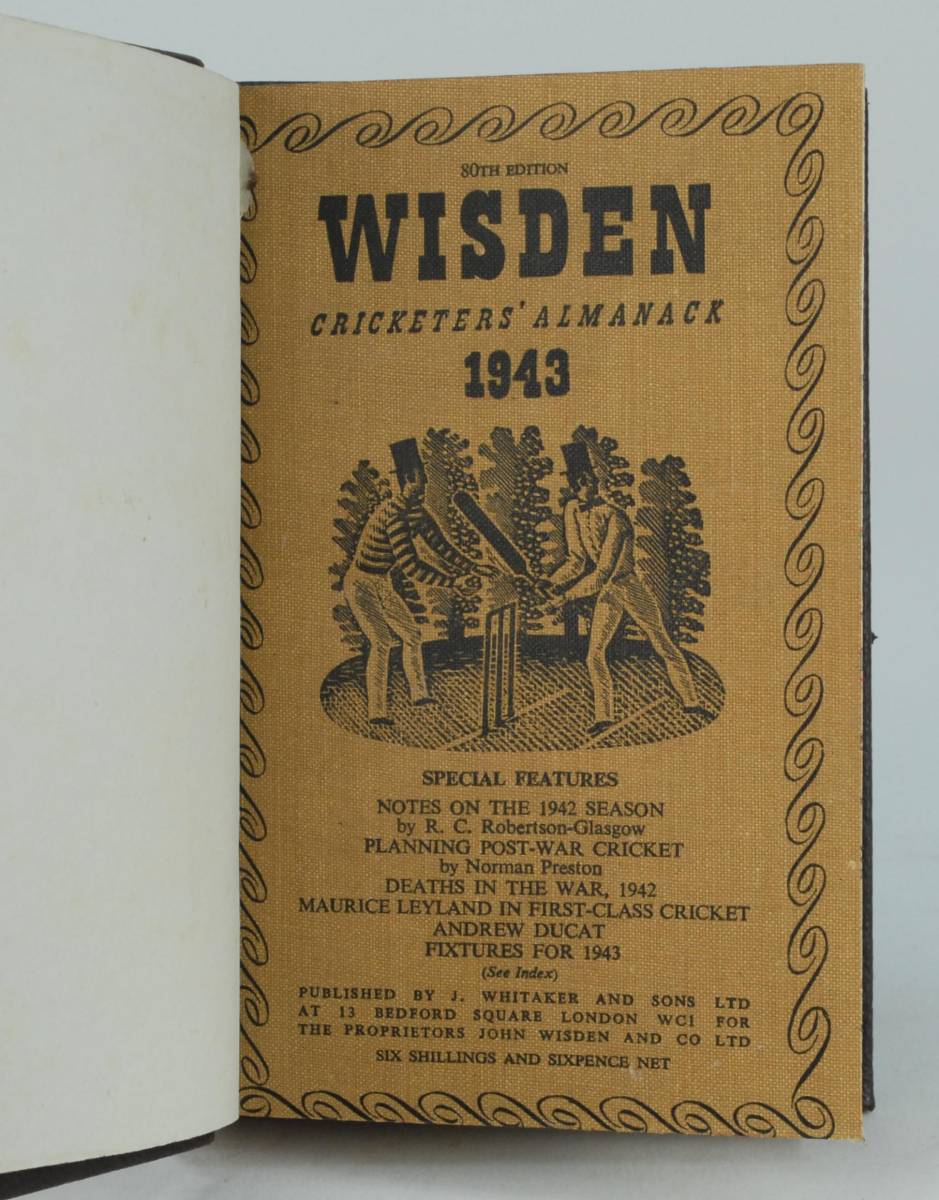 80TH EDITION
WISDEN
CRICKETERS' ALMANACK
1943
SPECIAL FEATURES
NOTES ON THE 1942 SEASON
by R. C. Robertson-Glasgow
PLANNING POST-WAR CRICKET
by Norman Preston
DEATHS IN THE WAR, 1942
MAURICE LEYLAND IN FIRST-CLASS CRICKET
ANDREW DUCAT
FIXTURES FOR 1943
(See Index)
PUBLISHED BY J. WHITAKER AND SONS LTD
AT 13 BEDFORD SQUARE LONDON WC1 FOR
THE PROPRIETORS JOHN WISDEN AND CO LTD
SIX SHILLINGS AND SIXPENCE NET